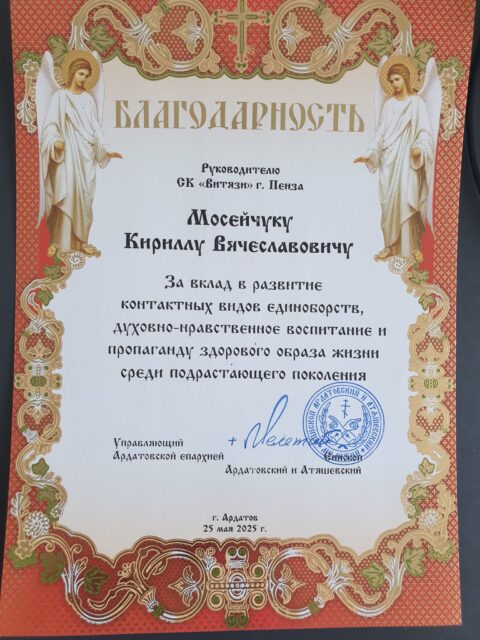 БЛАГОДАРНОСТЬ
Руководителю
СК «Витязи» г. Пенза
Мосейчуку
Кириллу Вячеславовичу
За вклад в развитие
контактных видов единоборств,
духовно-нравственное воспитание и
пропаганду здорового образа жизни
среди подрастающего поколения
Управляющий
Ардатовской епархией
Епископ
Ардатовский и Атяшевский
г. Ардатов
25 мая 2025 г.